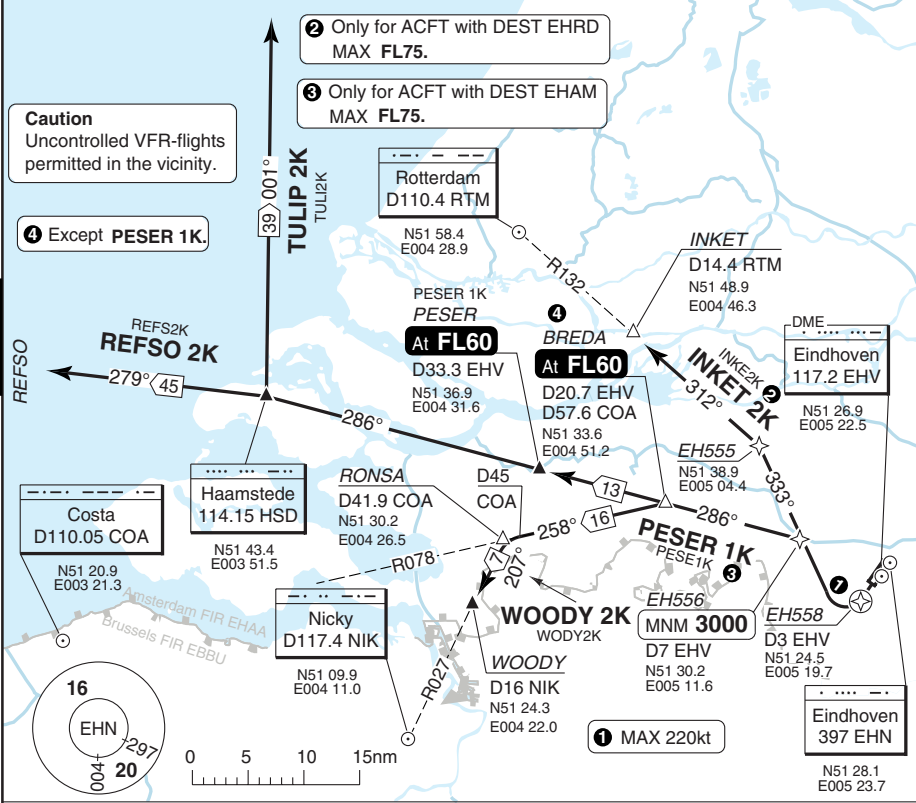 ❷ Only for ACFT with DEST EHRD
MAX FL75.
❸ Only for ACFT with DEST EHAM
MAX FL75.
Caution
Uncontrolled VFR-flights
permitted in the vicinity.
❹ Except PESER 1K.
39 001°
TULIP 2K
TULI2K
Rotterdam
D110.4 RTM
N51 58.4
E004 28.9
R132
INKET
D14.4 RTM
N51 48.9
E004 46.3
PESER 1K
PESER
At FL60
D33.3 EHV
N51 36.9
E004 31.6
❹
BREDA
At FL60
D20.7 EHV
D57.6 COA
N51 33.6
E004 51.2
DME
Eindhoven
117.2 EHV
N51 26.9
E005 22.5
INKE2K
INKET 2K ❷
312°
REFSO
REFS2K
REFSO 2K
279° 45
286°
EH555
N51 38.9
E005 04.4
333°
Haamstede
114.15 HSD
N51 43.4
E003 51.5
RONSA
D41.9 COA
N51 30.2
E004 26.5
D45
COA
13
258° 16
286°
PESER 1K
PESE1K
❸
Costa
D110.05 COA
N51 20.9
E003 21.3
R078
7
207°
WOODY 2K
WODY2K
EH556
MNM 3000
D7 EHV
N51 30.2
E005 11.6
❶
EH558
D3 EHV
N51 24.5
E005 19.7
Amsterdam FIR EHAA
Brussels FIR EBBU
Nicky
D117.4 NIK
N51 09.9
E004 11.0
R027
WOODY
D16 NIK
N51 24.3
E004 22.0
❶ MAX 220kt
Eindhoven
397 EHN
N51 28.1
E005 23.7
16
EHN
297
004
20
0 5 10 15nm